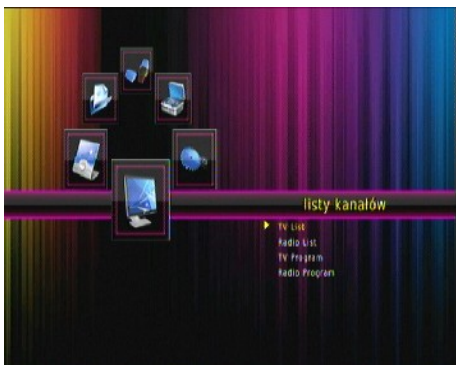 listy kanałów
TV List
Radio List
TV Program
Radio Program